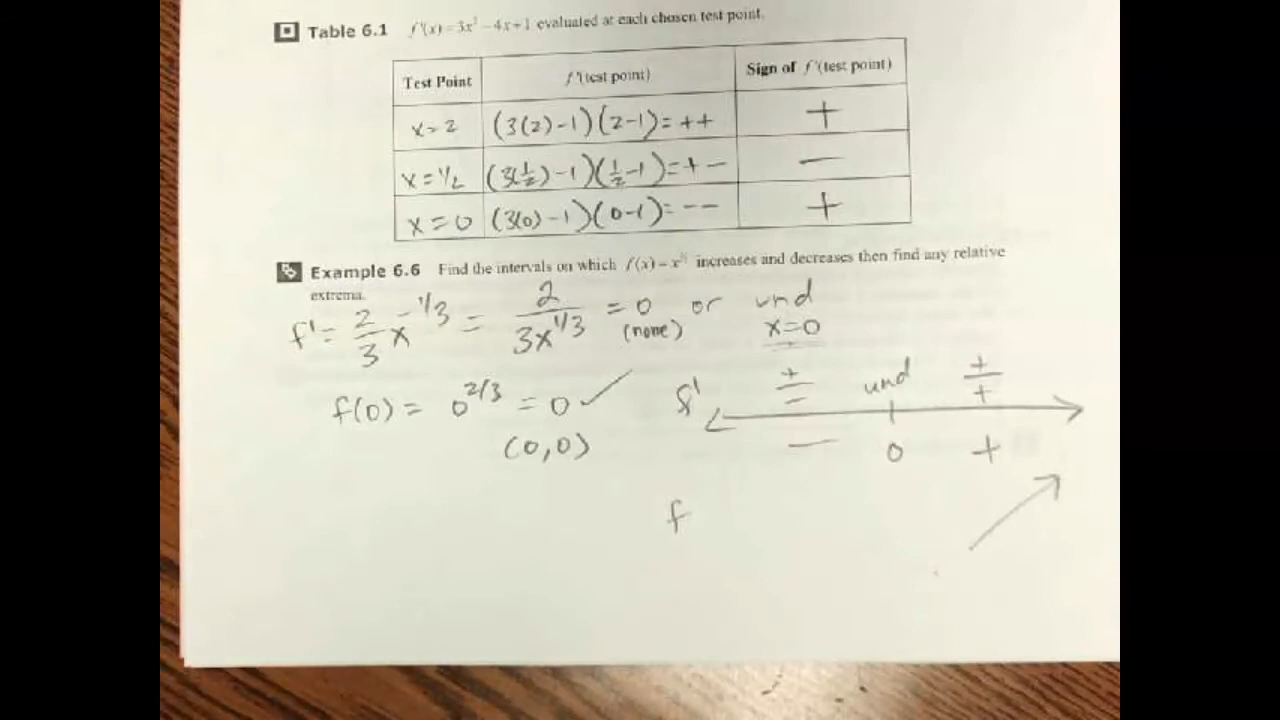 Table 6.1 f'(x) = 3x² − 4x + 1 evaluated at each chosen test point.
Test Point f'(test point) Sign of f'(test point)
x = 2 (3(2)−1)(2−1) = ++ +
x = 1/2 (3(1/2)−1)(1/2−1) = +− −
x = 0 (3(0)−1)(0−1) = −− +
Example 6.6 Find the intervals on which f(x) = x^⅔ increases and decreases then find any relative
extrema.
f' = 2/3 x^-1/3 = 2/(3x^1/3) = 0 or und
(none) x=0
f(0) = 0^2/3 = 0 ✓
(0,0)
f' +/− und +/+
− 0 +
f